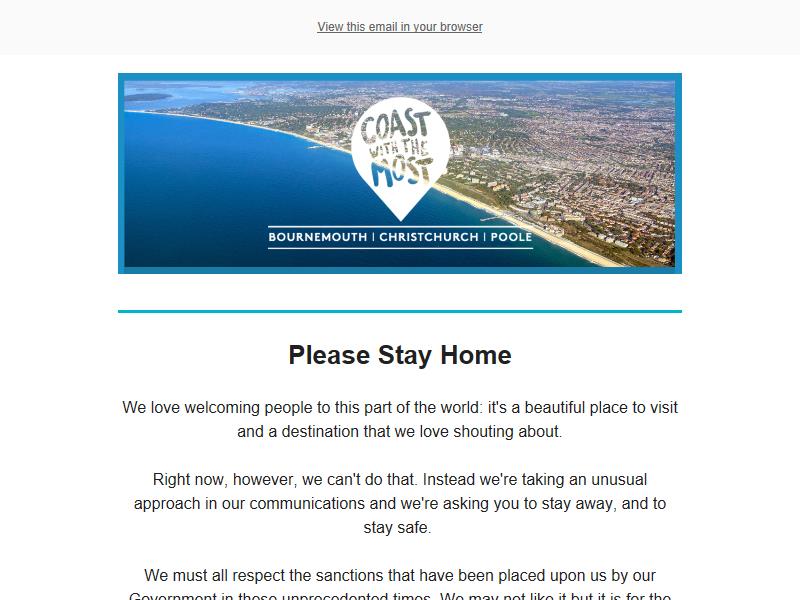 View this email in your browser
COAST
WITH THE
MOST
BOURNEMOUTH | CHRISTCHURCH | POOLE
Please Stay Home
We love welcoming people to this part of the world: it's a beautiful place to visit
and a destination that we love shouting about.
Right now, however, we can't do that. Instead we're taking an unusual
approach in our communications and we're asking you to stay away, and to
stay safe.
We must all respect the sanctions that have been placed upon us by our
Government in these unprecedented times. We may not like it but it is for the